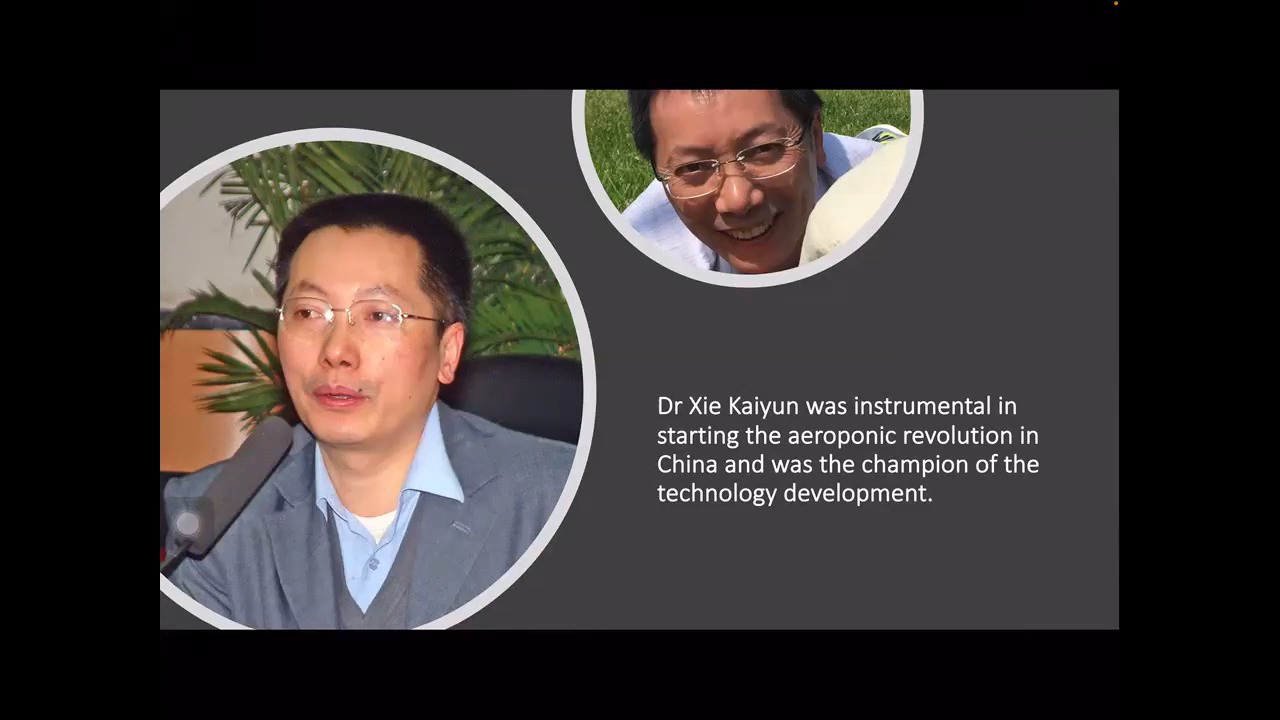 Dr Xie Kaiyun was instrumental in
starting the aeroponic revolution in
China and was the champion of the
technology development.